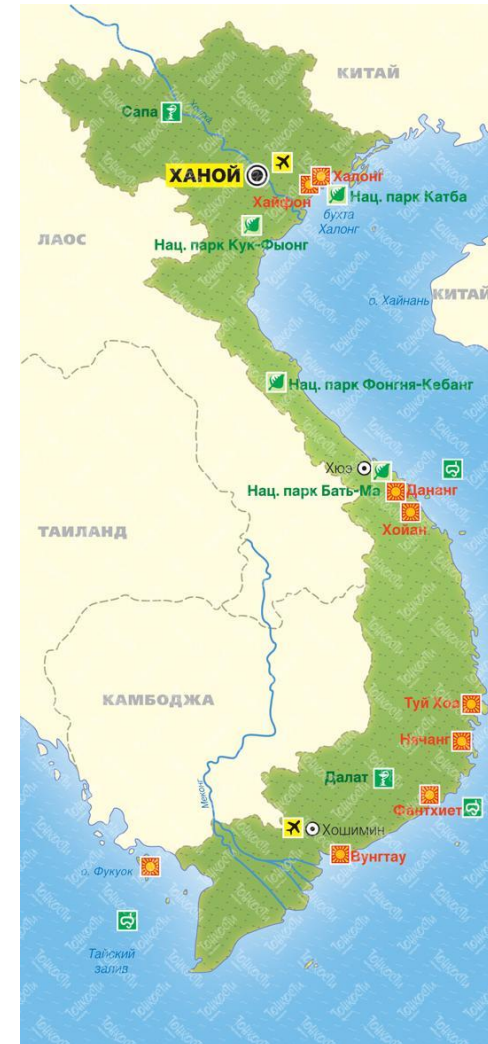 КИТАЙ
Сапа
Хонгха
ХАНОЙ
Халонг
Хайфон
Нац. парк Катба
бухта
Халонг
Нац. парк Кук-Фыонг
ЛАОС
о. Хайнань
КИТАЙ
Нац. парк Фонгня-Кебанг
Хюэ
Нац. парк Бать-Ма
Дананг
Хойан
ТАИЛАНД
КАМБОДЖА
Туй Хоа
Нячанг
Далат
Фантхиет
Меконг
Хошимин
Вунгтау
о. Фукуок
Тайский
залив